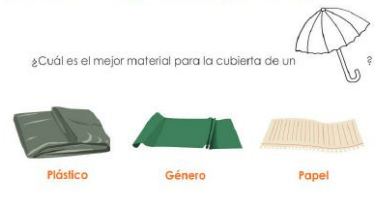 ¿Cuál es el mejor material para la cubierta de un ?
Plástico
Género
Papel